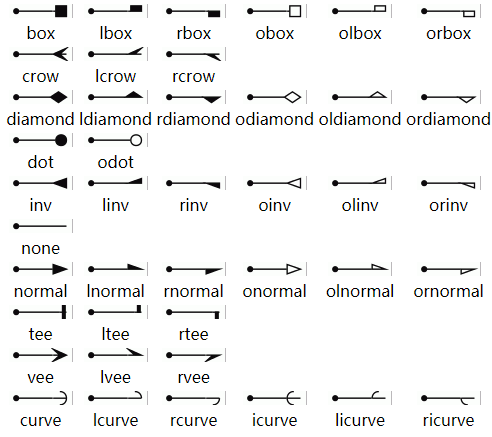 box lbox rbox obox olbox orbox
crow lcrow rcrow
diamond ldiamond rdiamond odiamond oldiamond ordiamond
dot odot
inv linv rinv oinv olinv orinv
none
normal lnormal rnormal onormal olnormal ornormal
tee ltee rtee
vee lvee rvee
curve lcurve rcurve icurve licurve ricurve